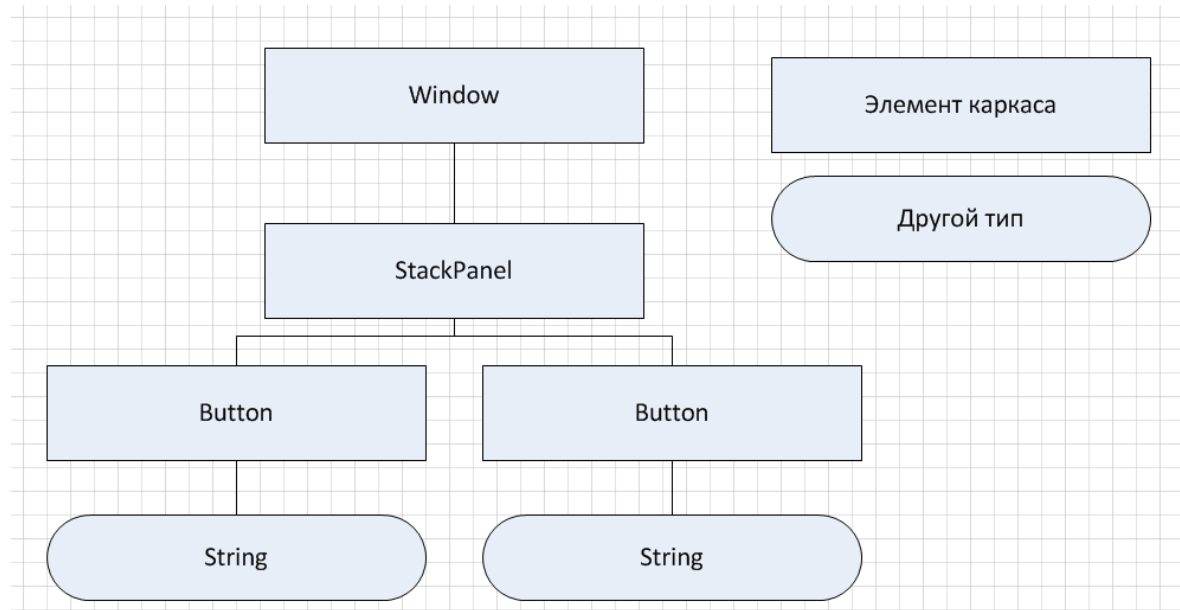 Window
Элемент каркаса
Другой тип
StackPanel
Button
Button
String
String